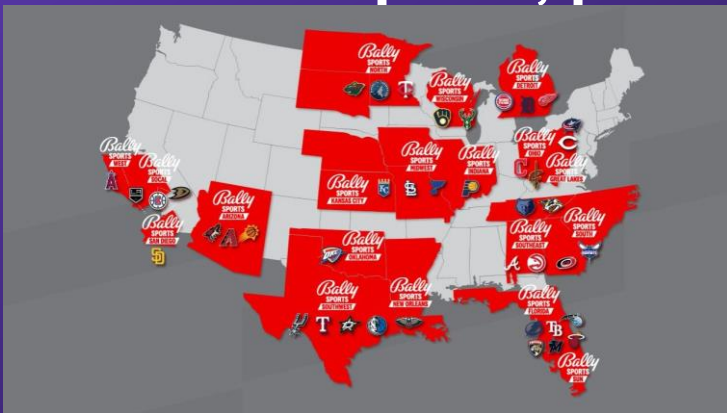 Bally
SPORTS
NORTH
Bally
SPORTS
WISCONSIN
Bally
SPORTS
DETROIT
Bally
SPORTS
WEST
Bally
SPORTS
SOCAL
Bally
SPORTS
SAN DIEGO
SD
Bally
SPORTS
ARIZONA
A
A
Bally
SPORTS
KANSAS CITY
KC
Bally
SPORTS
MIDWEST
Bally
SPORTS
INDIANA
Bally
SPORTS
OHIO
C
C
Bally
SPORTS
GREAT LAKES
Bally
SPORTS
OKLAHOMA
Bally
SPORTS
SOUTHWEST
T
Bally
SPORTS
NEW ORLEANS
Bally
SPORTS
SOUTHEAST
A
Bally
SPORTS
SOUTH
Bally
SPORTS
FLORIDA
TB
M
Bally
SPORTS
SUN